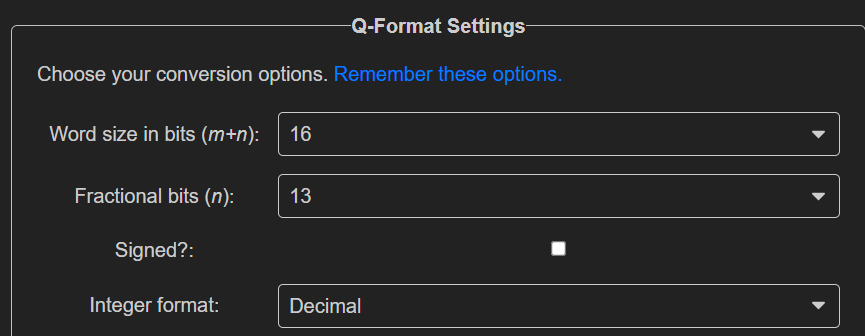 Q-Format Settings
Choose your conversion options. Remember these options.
Word size in bits (m+n): 16
Fractional bits (n): 13
Signed?:
Integer format: Decimal